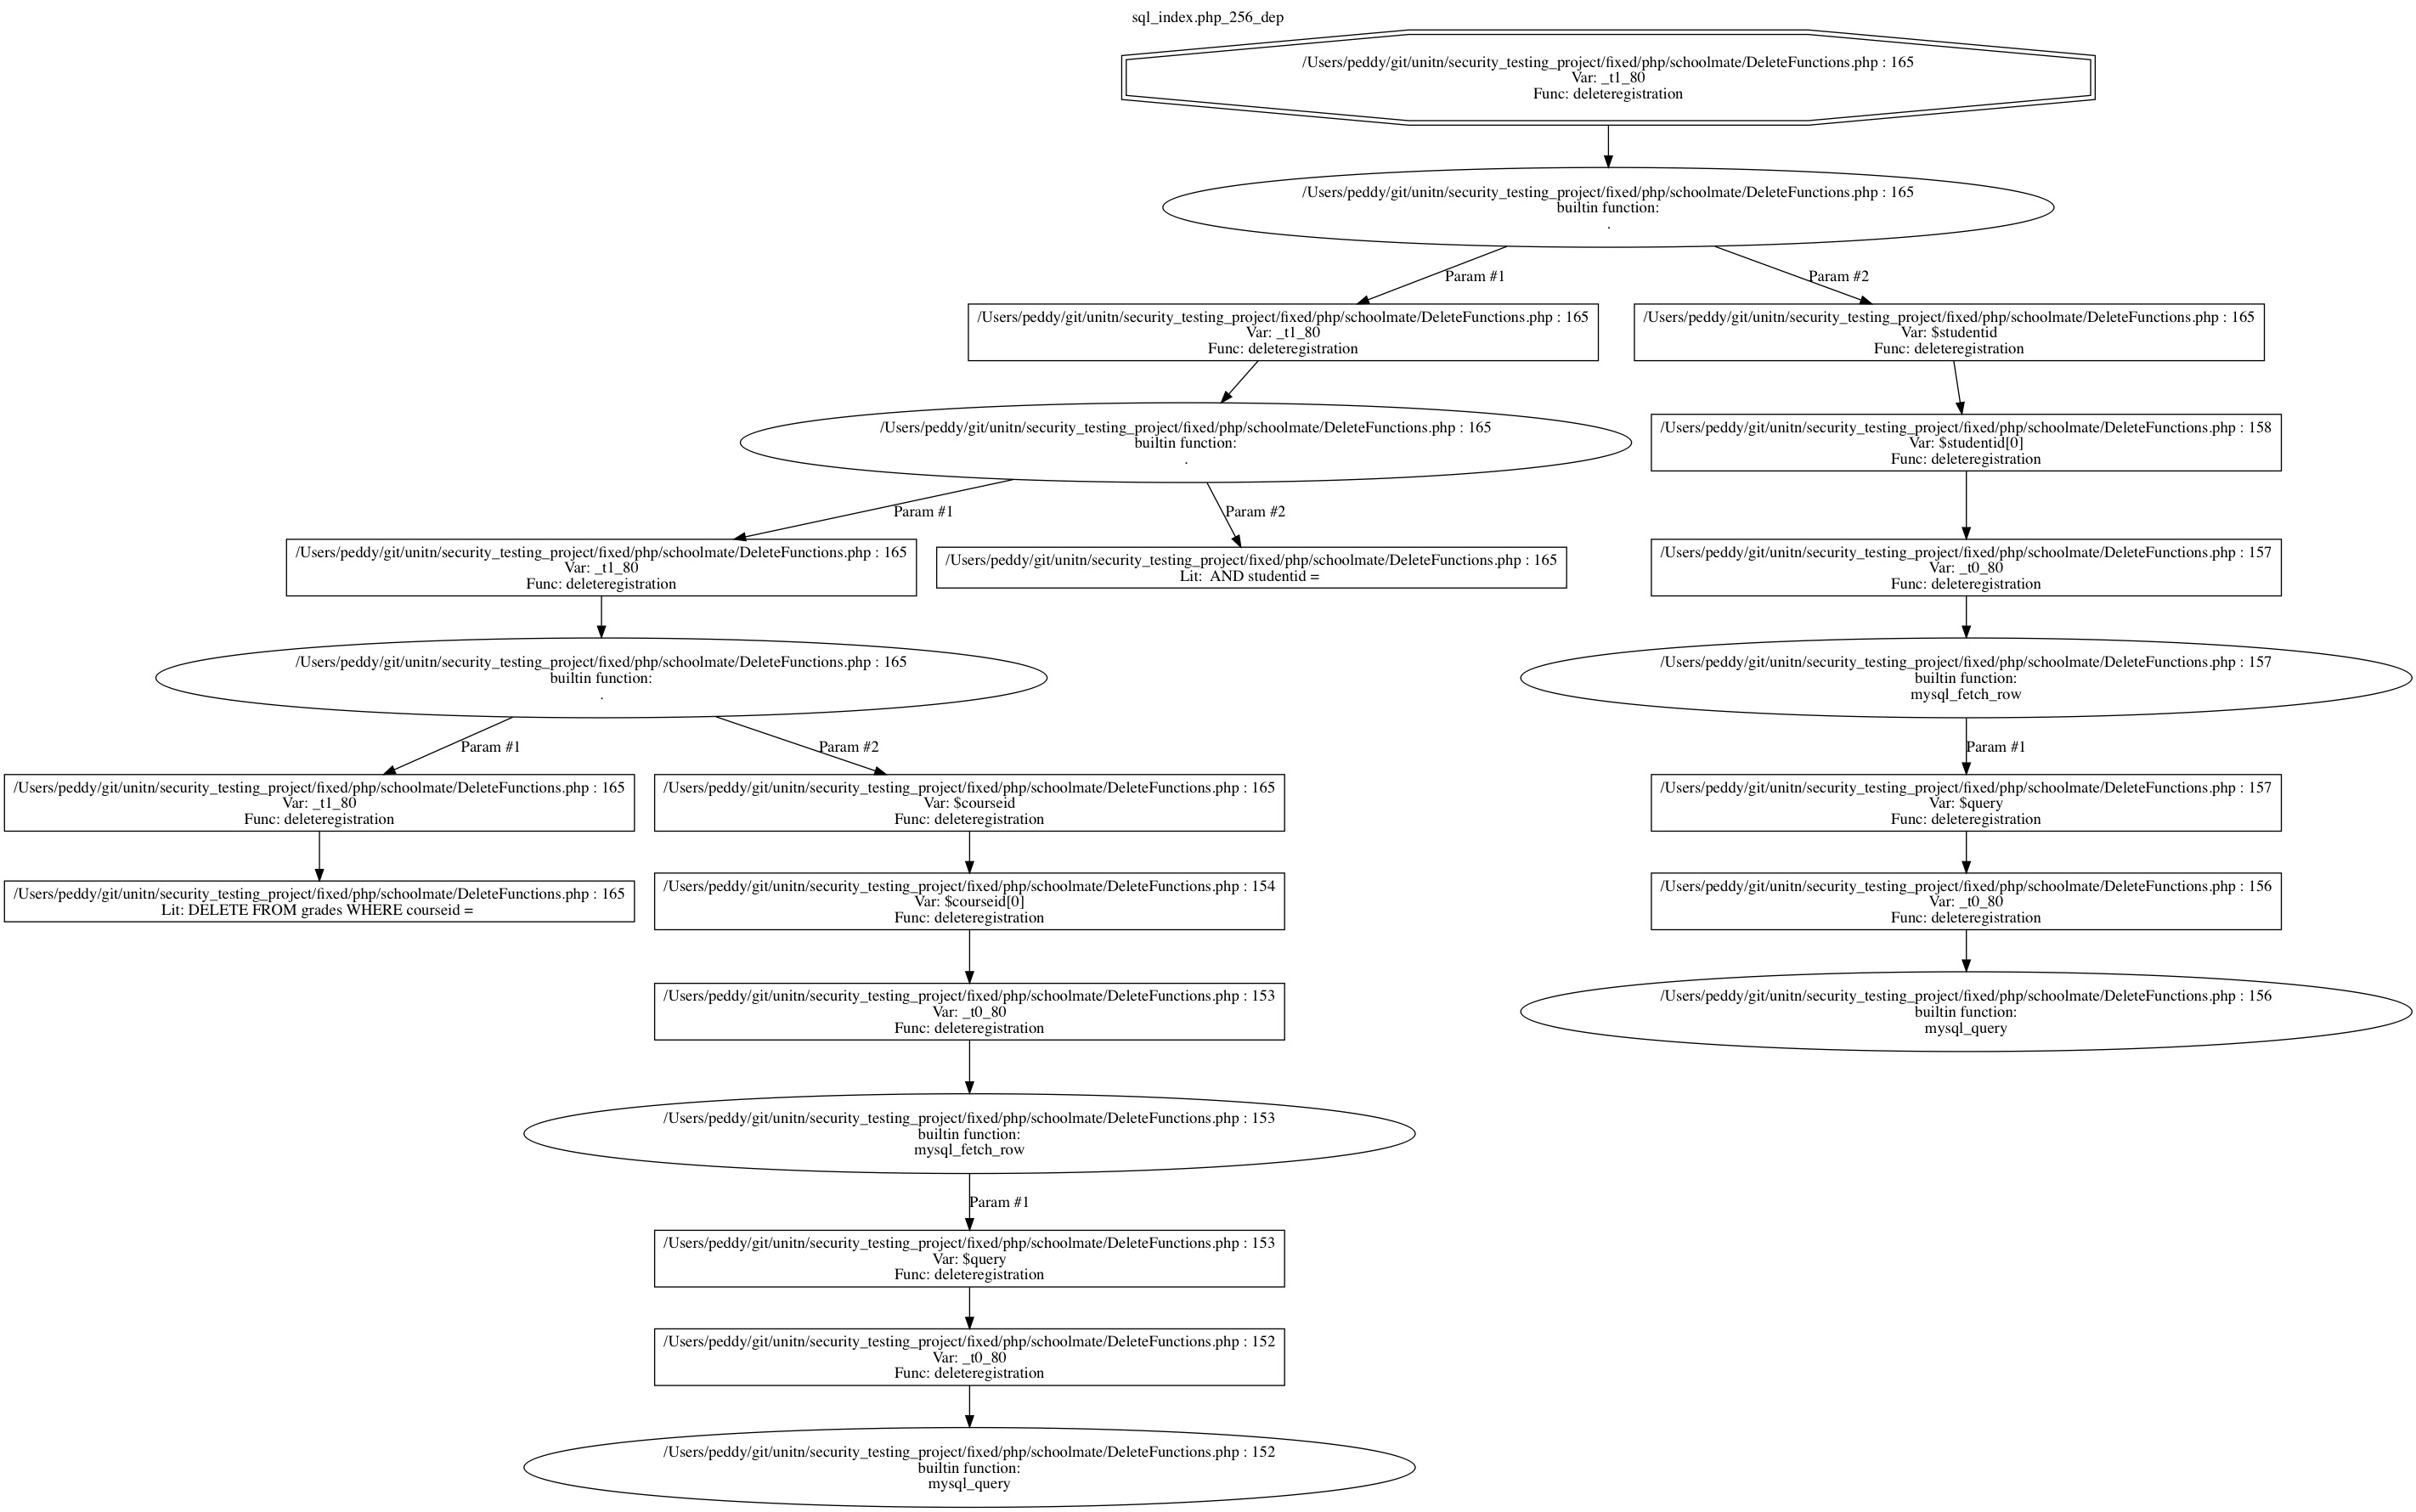 sql_index.php_256_dep
/Users/peddy/git/unitn/security_testing_project/fixed/php/schoolmate/DeleteFunctions.php : 165
Var: _t1_80
Func: deleteregistration
/Users/peddy/git/unitn/security_testing_project/fixed/php/schoolmate/DeleteFunctions.php : 165
builtin function:
.
Param #1
Param #2
/Users/peddy/git/unitn/security_testing_project/fixed/php/schoolmate/DeleteFunctions.php : 165
Var: _t1_80
Func: deleteregistration
/Users/peddy/git/unitn/security_testing_project/fixed/php/schoolmate/DeleteFunctions.php : 165
Var: $studentid
Func: deleteregistration
/Users/peddy/git/unitn/security_testing_project/fixed/php/schoolmate/DeleteFunctions.php : 165
builtin function:
.
/Users/peddy/git/unitn/security_testing_project/fixed/php/schoolmate/DeleteFunctions.php : 158
Var: $studentid[0]
Func: deleteregistration
Param #1
Param #2
/Users/peddy/git/unitn/security_testing_project/fixed/php/schoolmate/DeleteFunctions.php : 165
Var: _t1_80
Func: deleteregistration
/Users/peddy/git/unitn/security_testing_project/fixed/php/schoolmate/DeleteFunctions.php : 165
Lit:  AND studentid =
/Users/peddy/git/unitn/security_testing_project/fixed/php/schoolmate/DeleteFunctions.php : 157
Var: _t0_80
Func: deleteregistration
/Users/peddy/git/unitn/security_testing_project/fixed/php/schoolmate/DeleteFunctions.php : 165
builtin function:
.
/Users/peddy/git/unitn/security_testing_project/fixed/php/schoolmate/DeleteFunctions.php : 157
builtin function:
mysql_fetch_row
Param #1
Param #2
Param #1
/Users/peddy/git/unitn/security_testing_project/fixed/php/schoolmate/DeleteFunctions.php : 165
Var: _t1_80
Func: deleteregistration
/Users/peddy/git/unitn/security_testing_project/fixed/php/schoolmate/DeleteFunctions.php : 165
Var: $courseid
Func: deleteregistration
/Users/peddy/git/unitn/security_testing_project/fixed/php/schoolmate/DeleteFunctions.php : 157
Var: $query
Func: deleteregistration
/Users/peddy/git/unitn/security_testing_project/fixed/php/schoolmate/DeleteFunctions.php : 165
Lit: DELETE FROM grades WHERE courseid =
/Users/peddy/git/unitn/security_testing_project/fixed/php/schoolmate/DeleteFunctions.php : 154
Var: $courseid[0]
Func: deleteregistration
/Users/peddy/git/unitn/security_testing_project/fixed/php/schoolmate/DeleteFunctions.php : 156
Var: _t0_80
Func: deleteregistration
/Users/peddy/git/unitn/security_testing_project/fixed/php/schoolmate/DeleteFunctions.php : 153
Var: _t0_80
Func: deleteregistration
/Users/peddy/git/unitn/security_testing_project/fixed/php/schoolmate/DeleteFunctions.php : 156
builtin function:
mysql_query
/Users/peddy/git/unitn/security_testing_project/fixed/php/schoolmate/DeleteFunctions.php : 153
builtin function:
mysql_fetch_row
Param #1
/Users/peddy/git/unitn/security_testing_project/fixed/php/schoolmate/DeleteFunctions.php : 153
Var: $query
Func: deleteregistration
/Users/peddy/git/unitn/security_testing_project/fixed/php/schoolmate/DeleteFunctions.php : 152
Var: _t0_80
Func: deleteregistration
/Users/peddy/git/unitn/security_testing_project/fixed/php/schoolmate/DeleteFunctions.php : 152
builtin function:
mysql_query